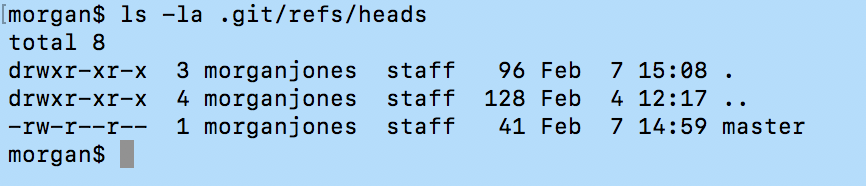 [morgan$ ls -la .git/refs/heads
total 8
drwxr-xr-x  3 morganjones  staff   96 Feb  7 15:08 .
drwxr-xr-x  4 morganjones  staff  128 Feb  4 12:17 ..
-rw-r--r--  1 morganjones  staff   41 Feb  7 14:59 master
morgan$